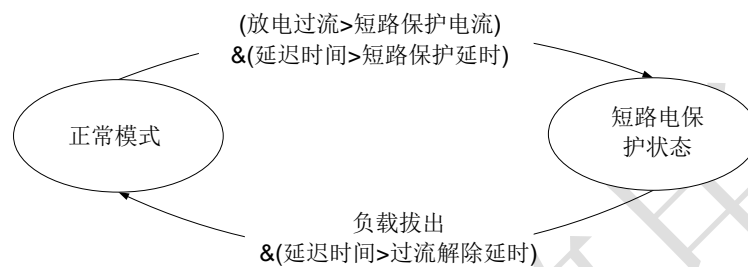 (放电过流>短路保护电流)
&(延迟时间>短路保护延时)
正常模式
短路电保
护状态
负载拔出
&(延迟时间>过流解除延时)